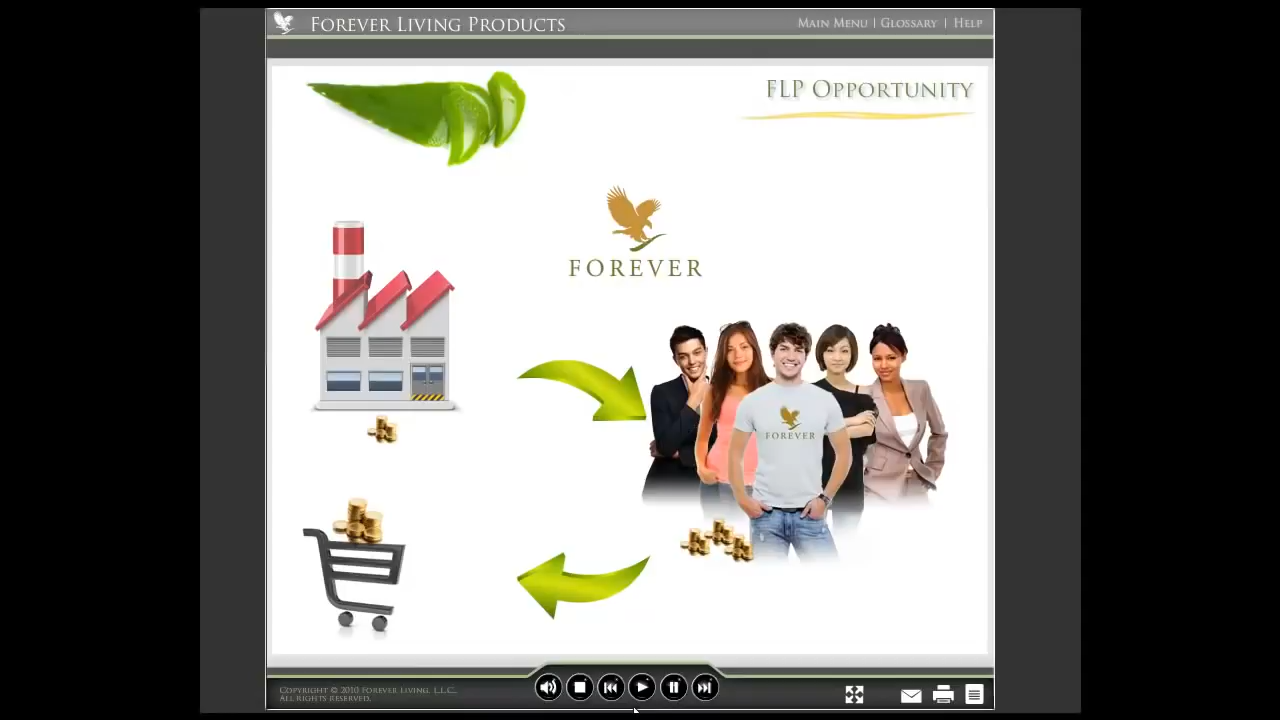 FOREVER LIVING PRODUCTS
MAIN MENU | GLOSSARY | HELP
FLP OPPORTUNITY
FOREVER
FOREVER
COPYRIGHT © 2010 FOREVER LIVING, L.L.C.
ALL RIGHTS RESERVED.